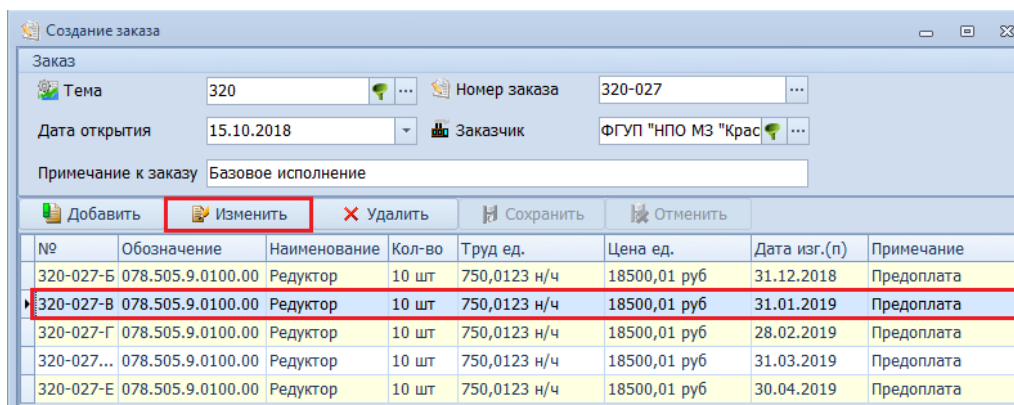 Создание заказа
Заказ
Тема 320 ... Номер заказа 320-027 ...
Дата открытия 15.10.2018 Заказчик ФГУП "НПО МЗ "Крас ...
Примечание к заказу Базовое исполнение
Добавить Изменить Удалить Сохранить Отменить
№ Обозначение Наименование Кол-во Труд ед. Цена ед. Дата изг.(п) Примечание
320-027-Б 078.505.9.0100.00 Редуктор 10 шт 750,0123 н/ч 18500,01 руб 31.12.2018 Предоплата
320-027-В 078.505.9.0100.00 Редуктор 10 шт 750,0123 н/ч 18500,01 руб 31.01.2019 Предоплата
320-027-Г 078.505.9.0100.00 Редуктор 10 шт 750,0123 н/ч 18500,01 руб 28.02.2019 Предоплата
320-027... 078.505.9.0100.00 Редуктор 10 шт 750,0123 н/ч 18500,01 руб 31.03.2019 Предоплата
320-027-Е 078.505.9.0100.00 Редуктор 10 шт 750,0123 н/ч 18500,01 руб 30.04.2019 Предоплата